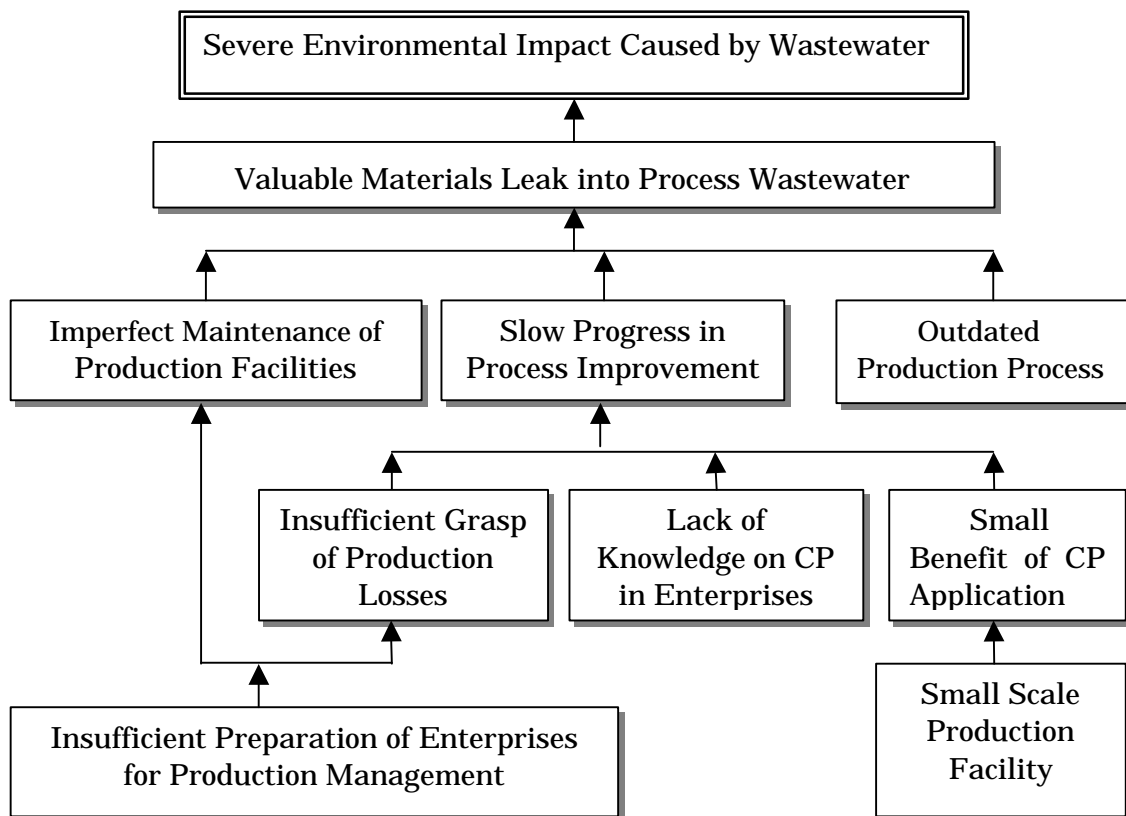 Severe Environmental Impact Caused by Wastewater
Valuable Materials Leak into Process Wastewater
Imperfect Maintenance of
Production Facilities
Slow Progress in
Process Improvement
Outdated
Production Process
Insufficient Grasp
of Production
Losses
Lack of
Knowledge on CP
in Enterprises
Small
Benefit of CP
Application
Insufficient Preparation of Enterprises
for Production Management
Small Scale
Production
Facility